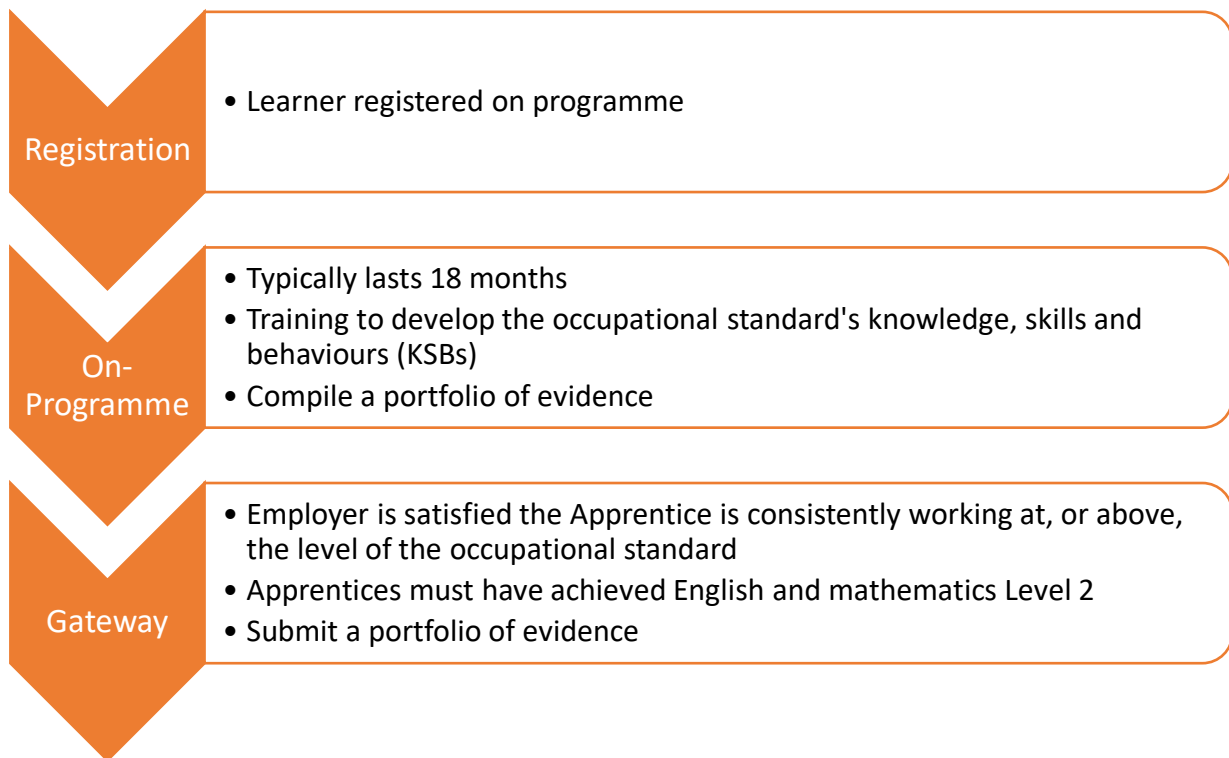 Registration
• Learner registered on programme
On-
Programme
• Typically lasts 18 months
• Training to develop the occupational standard's knowledge, skills and
behaviours (KSBs)
• Compile a portfolio of evidence
Gateway
• Employer is satisfied the Apprentice is consistently working at, or above,
the level of the occupational standard
• Apprentices must have achieved English and mathematics Level 2
• Submit a portfolio of evidence